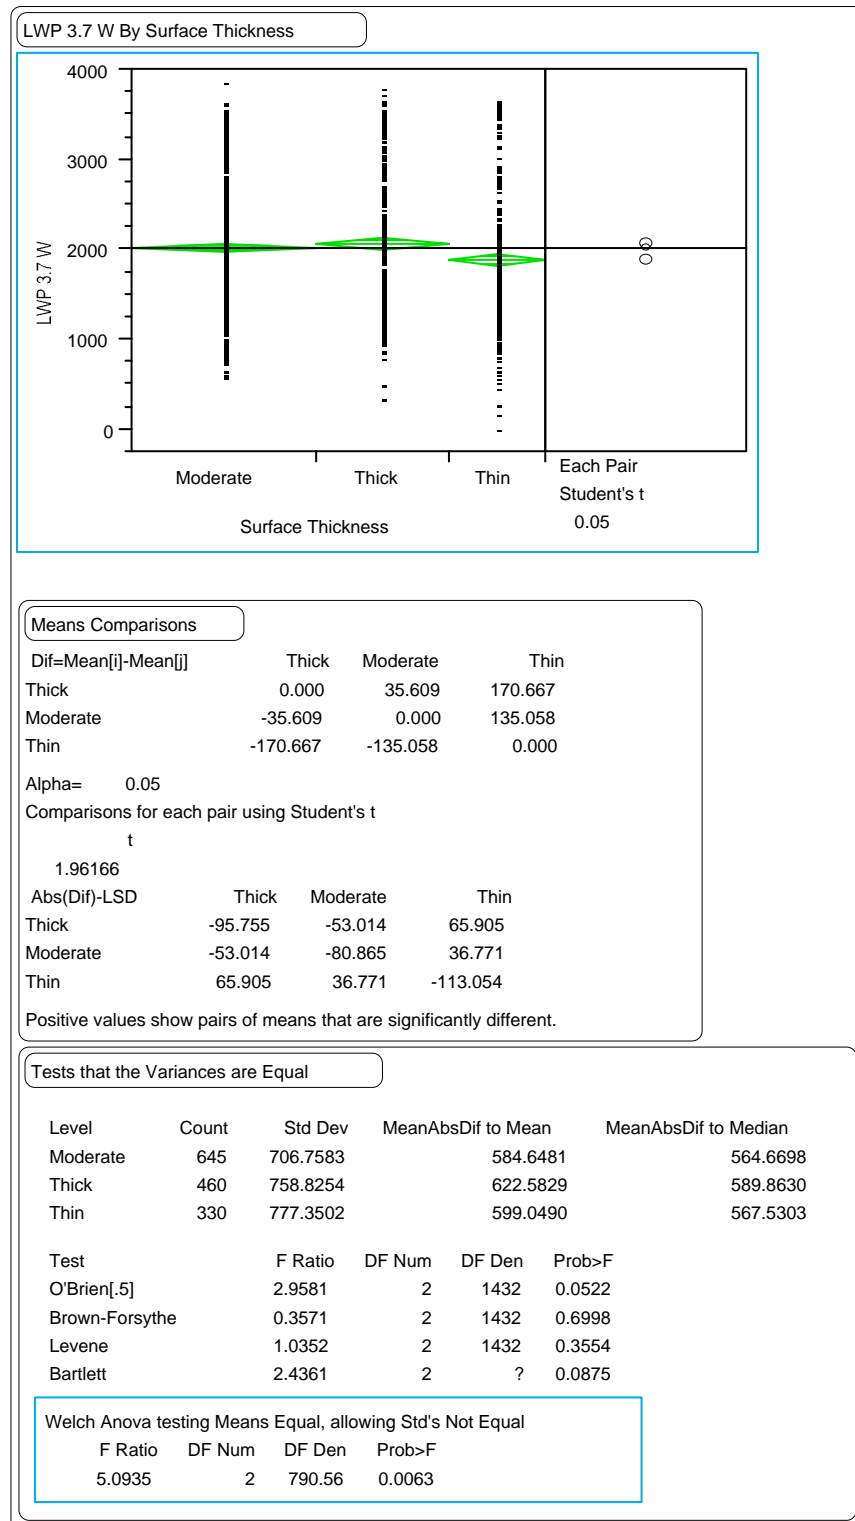 LWP 3.7 W By Surface Thickness
4000
3000
2000
1000
0
LWP 3.7 W
Moderate Thick Thin
Each Pair
Student's t
0.05
Surface Thickness
Means Comparisons
Dif=Mean[i]-Mean[j] Thick Moderate Thin
Thick 0.000 35.609 170.667
Moderate -35.609 0.000 135.058
Thin -170.667 -135.058 0.000
Alpha= 0.05
Comparisons for each pair using Student's t
t
1.96166
Abs(Dif)-LSD Thick Moderate Thin
Thick -95.755 -53.014 65.905
Moderate -53.014 -80.865 36.771
Thin 65.905 36.771 -113.054
Positive values show pairs of means that are significantly different.
Tests that the Variances are Equal
Level Count Std Dev MeanAbsDif to Mean MeanAbsDif to Median
Moderate 645 706.7583 584.6481 564.6698
Thick 460 758.8254 622.5829 589.8630
Thin 330 777.3502 599.0490 567.5303
Test F Ratio DF Num DF Den Prob>F
O'Brien[.5] 2.9581 2 1432 0.0522
Brown-Forsythe 0.3571 2 1432 0.6998
Levene 1.0352 2 1432 0.3554
Bartlett 2.4361 2 ? 0.0875
Welch Anova testing Means Equal, allowing Std's Not Equal
F Ratio DF Num DF Den Prob>F
5.0935 2 790.56 0.0063